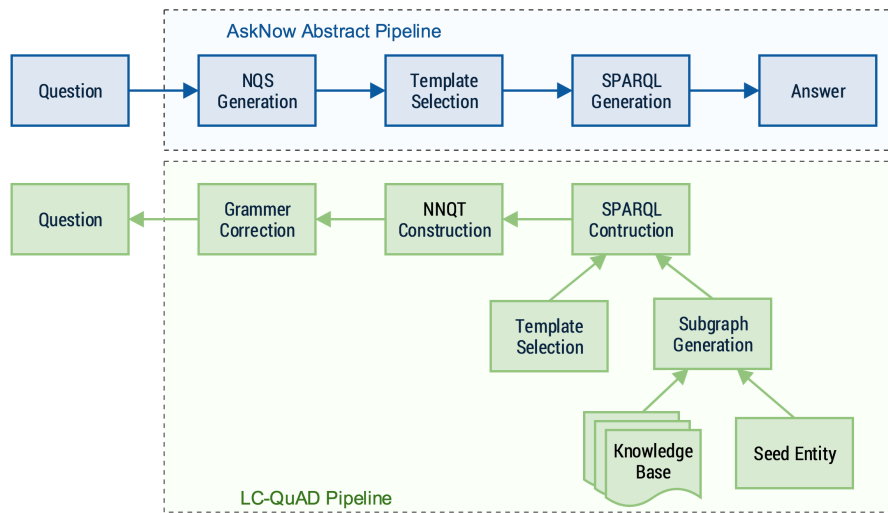 AskNow Abstract Pipeline
Question
NQS
Generation
Template
Selection
SPARQL
Generation
Answer
Question
Grammer
Correction
NNQT
Construction
SPARQL
Contruction
Template
Selection
Subgraph
Generation
Knowledge
Base
Seed Entity
LC-QuAD Pipeline